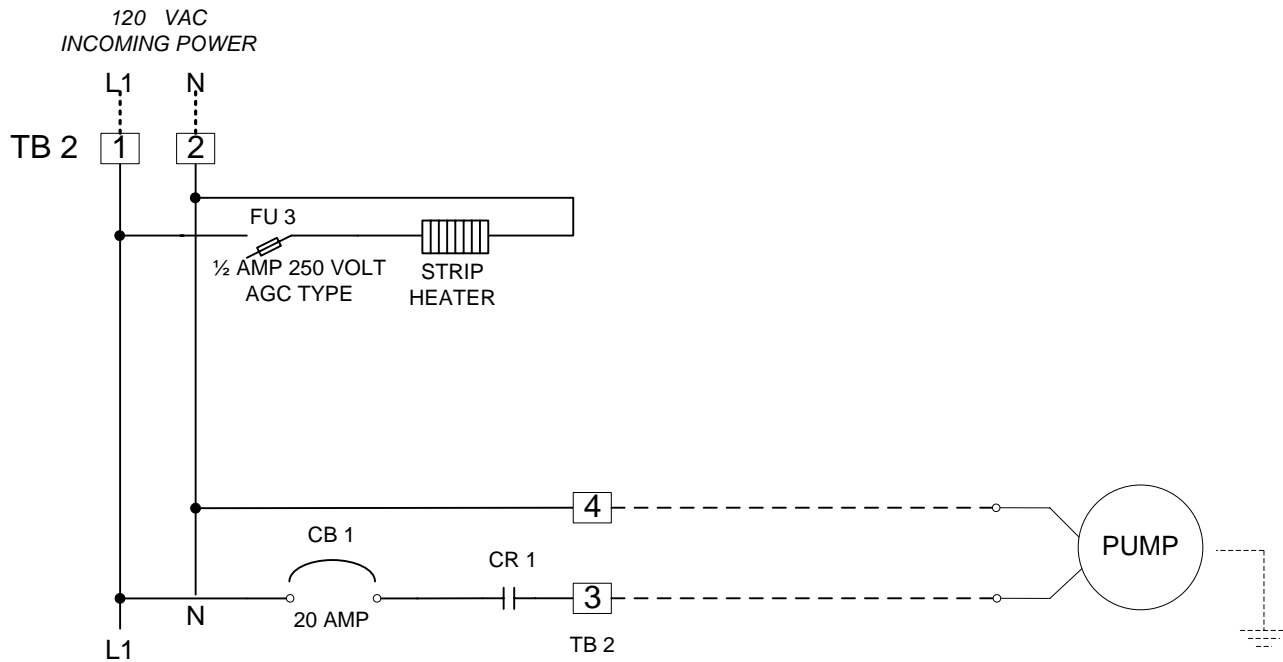 120 VAC
INCOMING POWER
L1 N
TB 2 1 2
FU 3
½ AMP 250 VOLT
AGC TYPE
STRIP
HEATER
4
CB 1
CR 1
PUMP
20 AMP
3
N
L1
TB 2